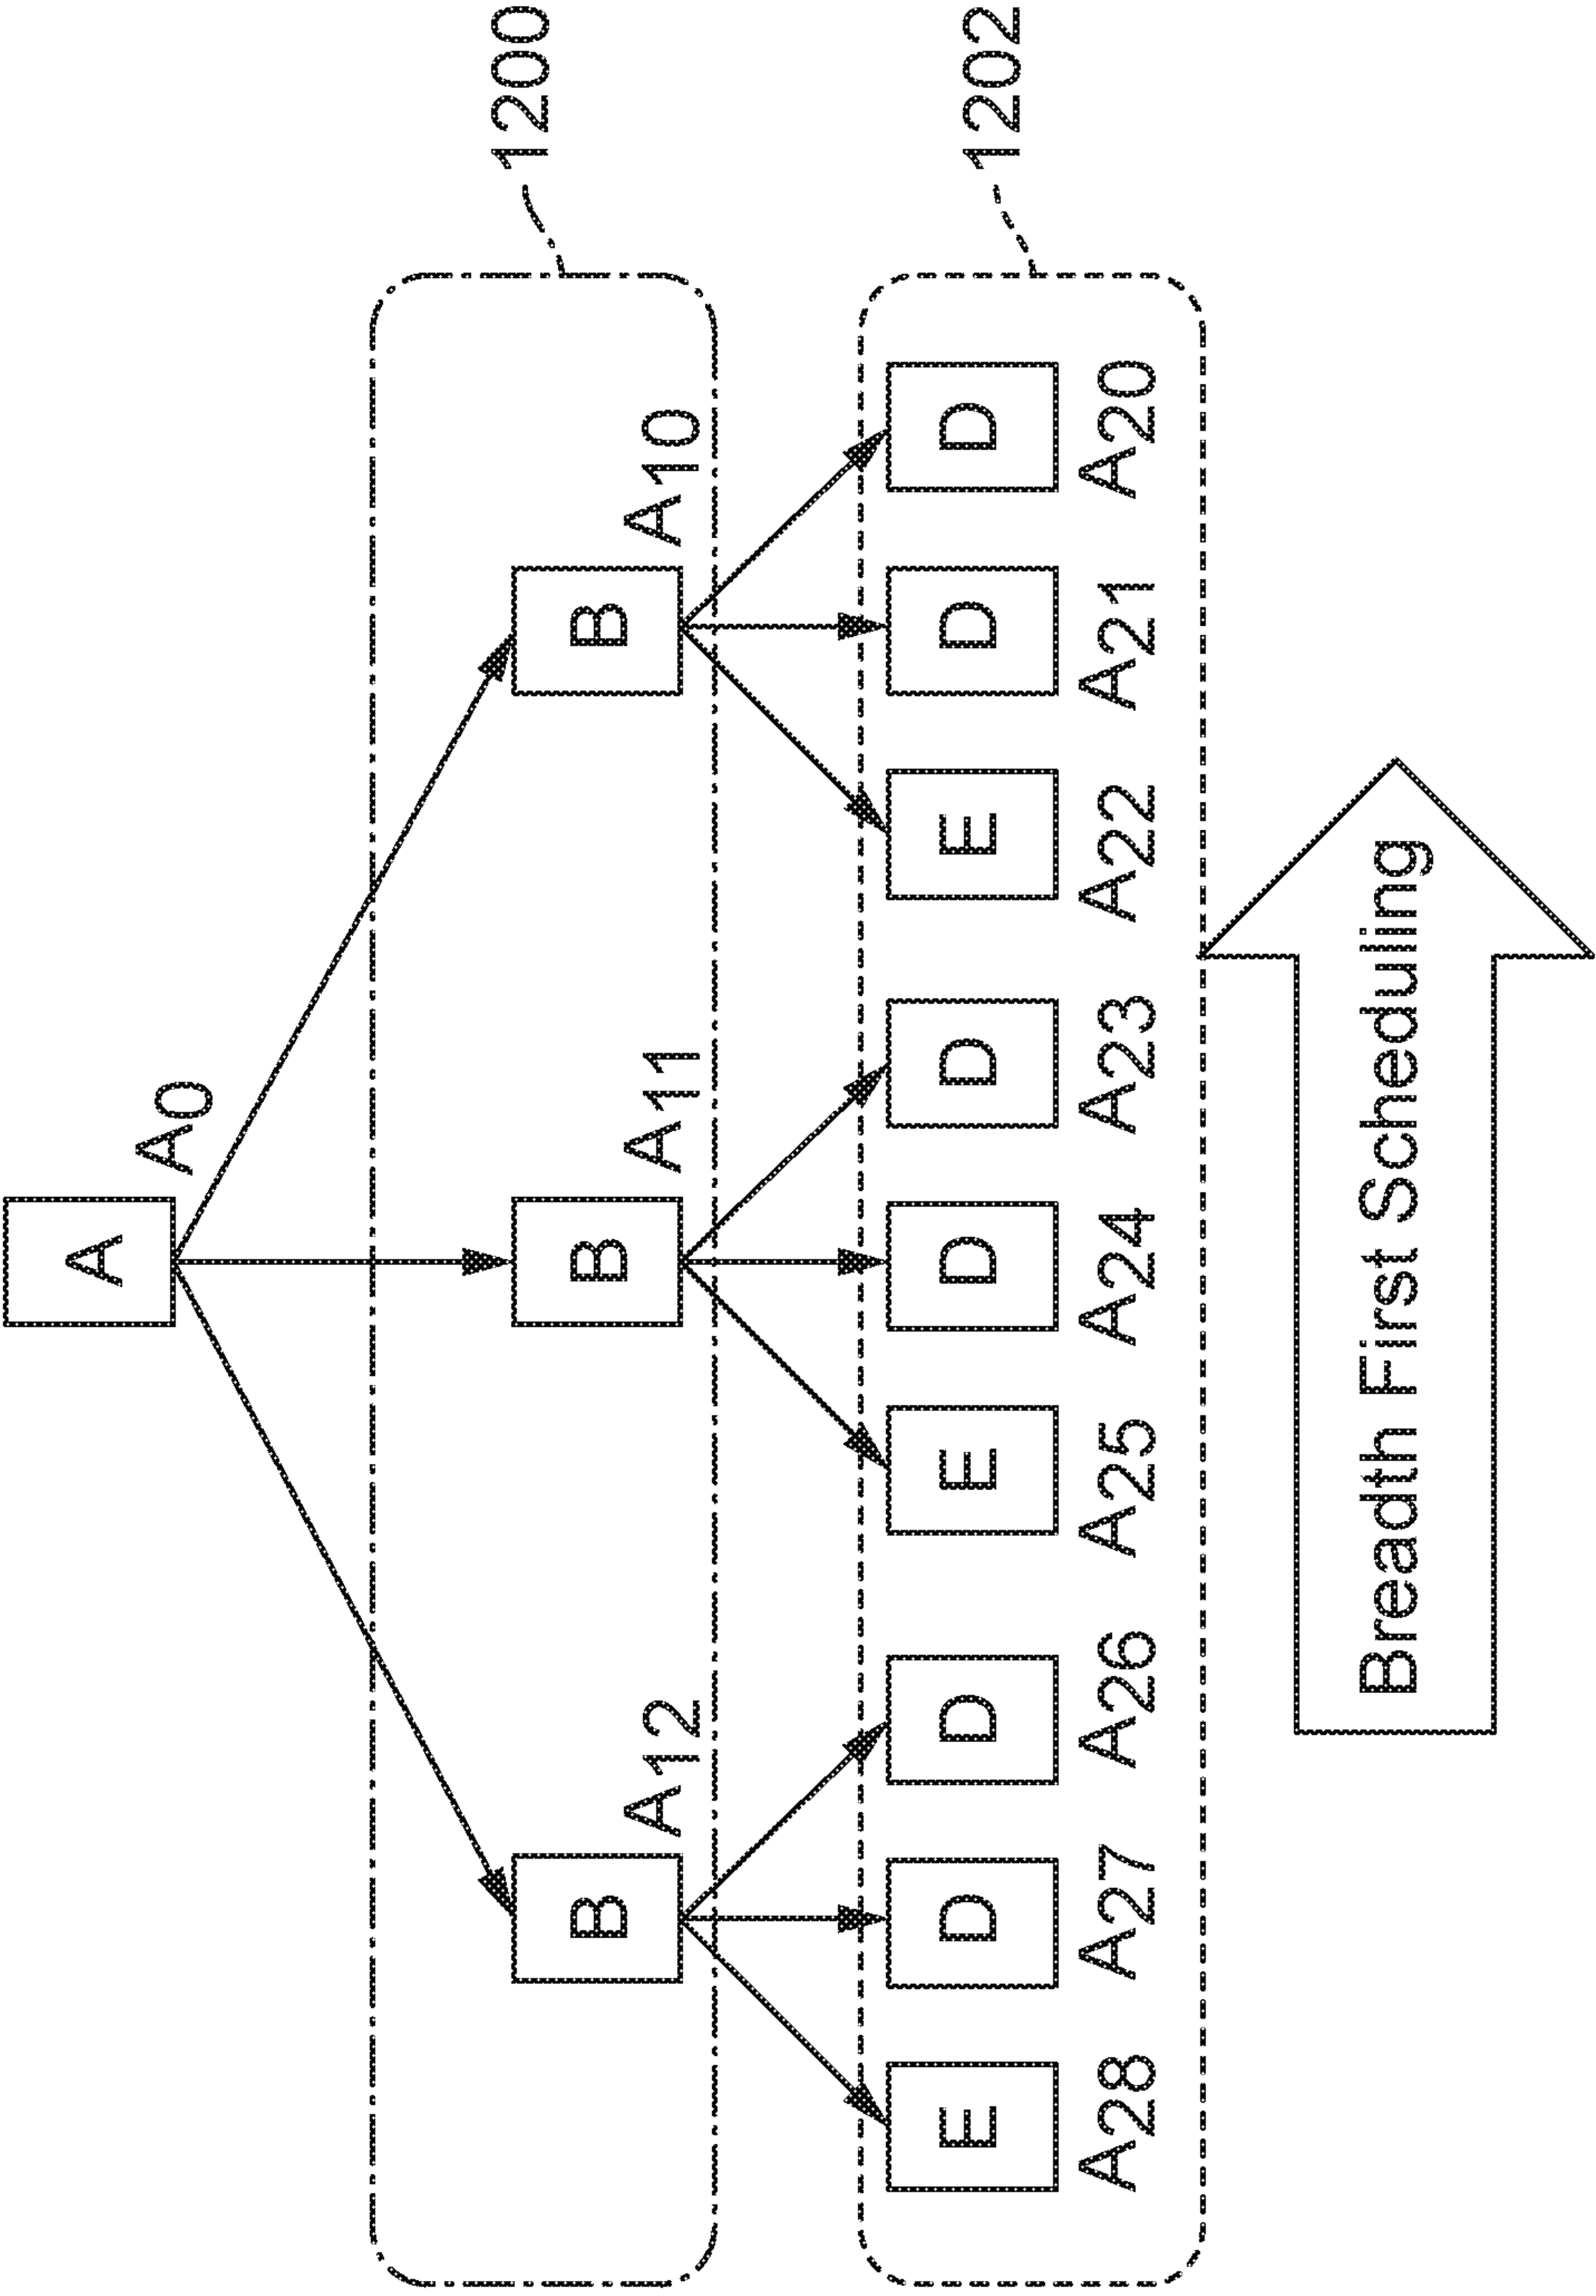 A
A0
1200
B B B
A12 A11 A10
1202
E D D E D D E D D
A28 A27 A26 A25 A24 A23 A22 A21 A20
Breadth First Scheduling